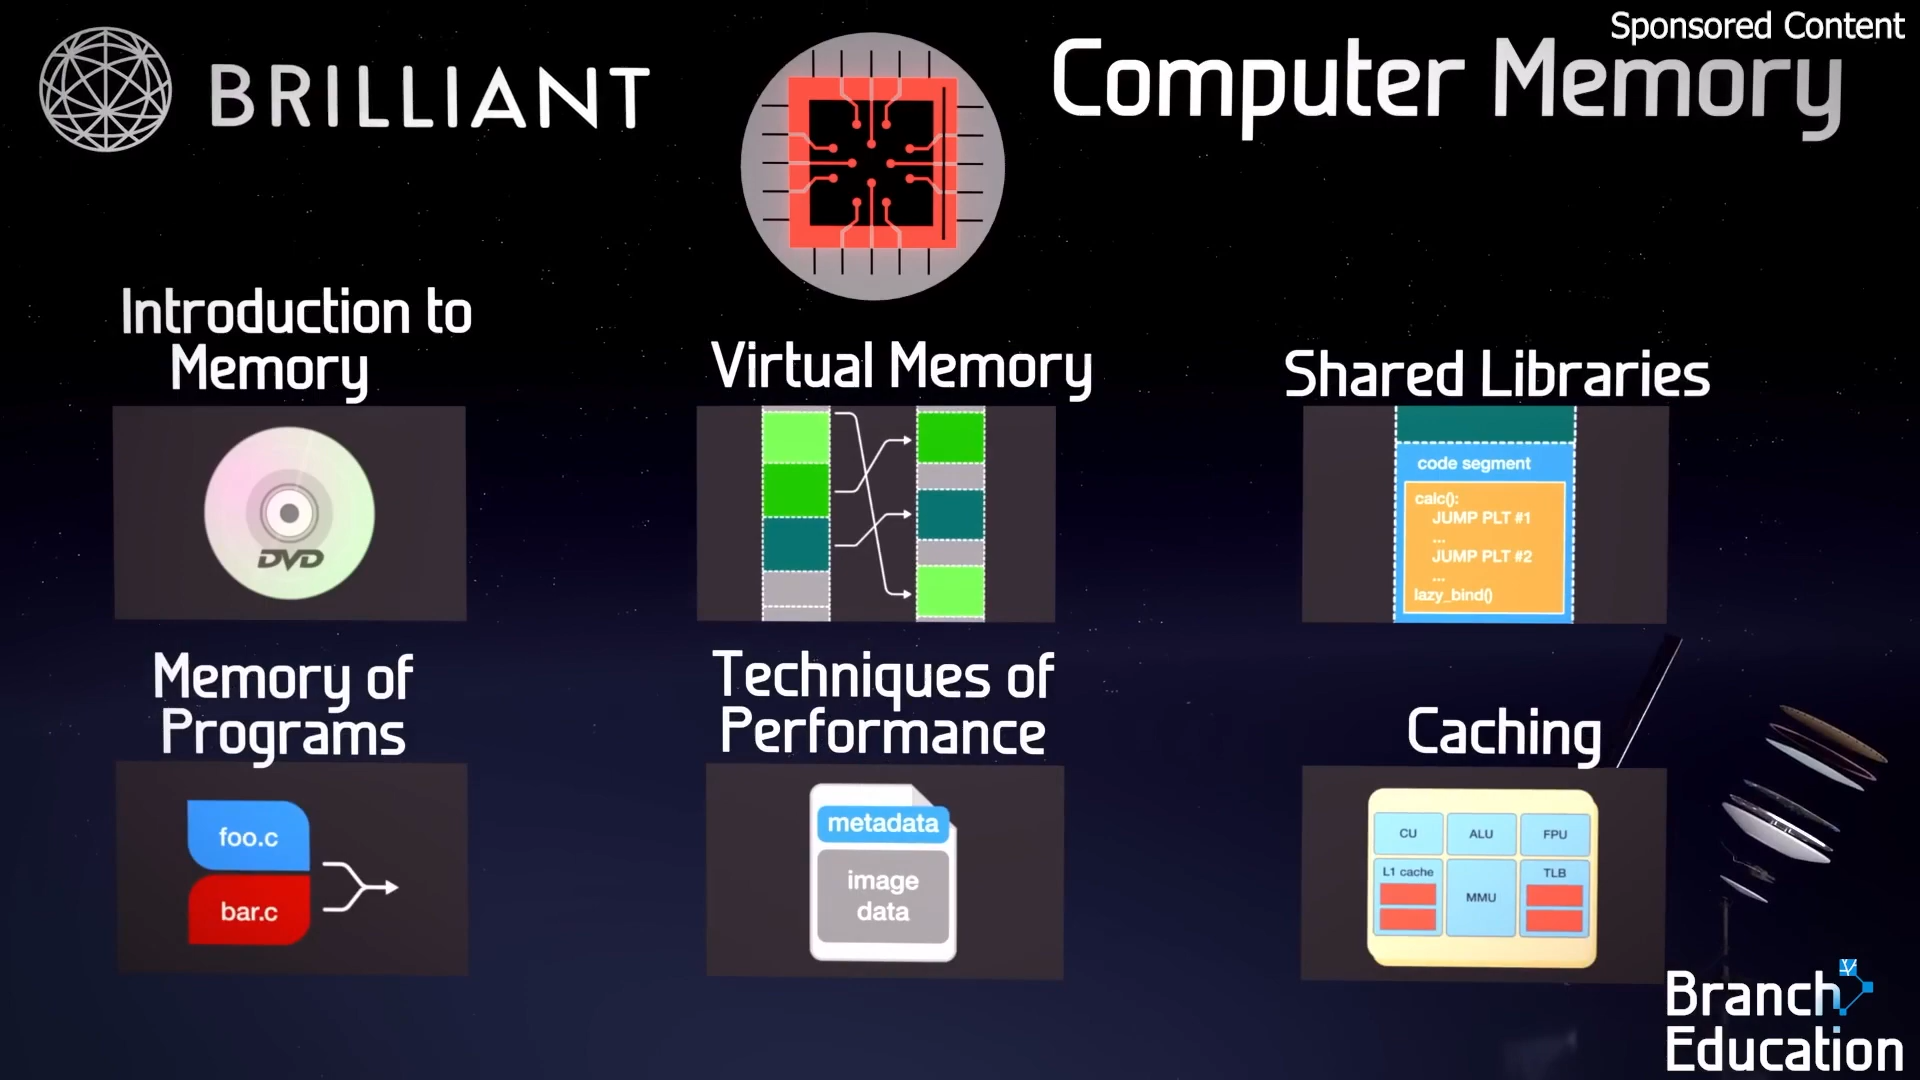 Sponsored Content
BRILLIANT
Computer Memory
Introduction to
Memory
DVD
Virtual Memory
Shared Libraries
code segment
calc():
JUMP PLT #1
...
JUMP PLT #2
...
lazy_bind()
Memory of
Programs
foo.c
bar.c
Techniques of
Performance
metadata
image
data
Caching
CU
ALU
FPU
L1 cache
MMU
TLB
Branch
Education